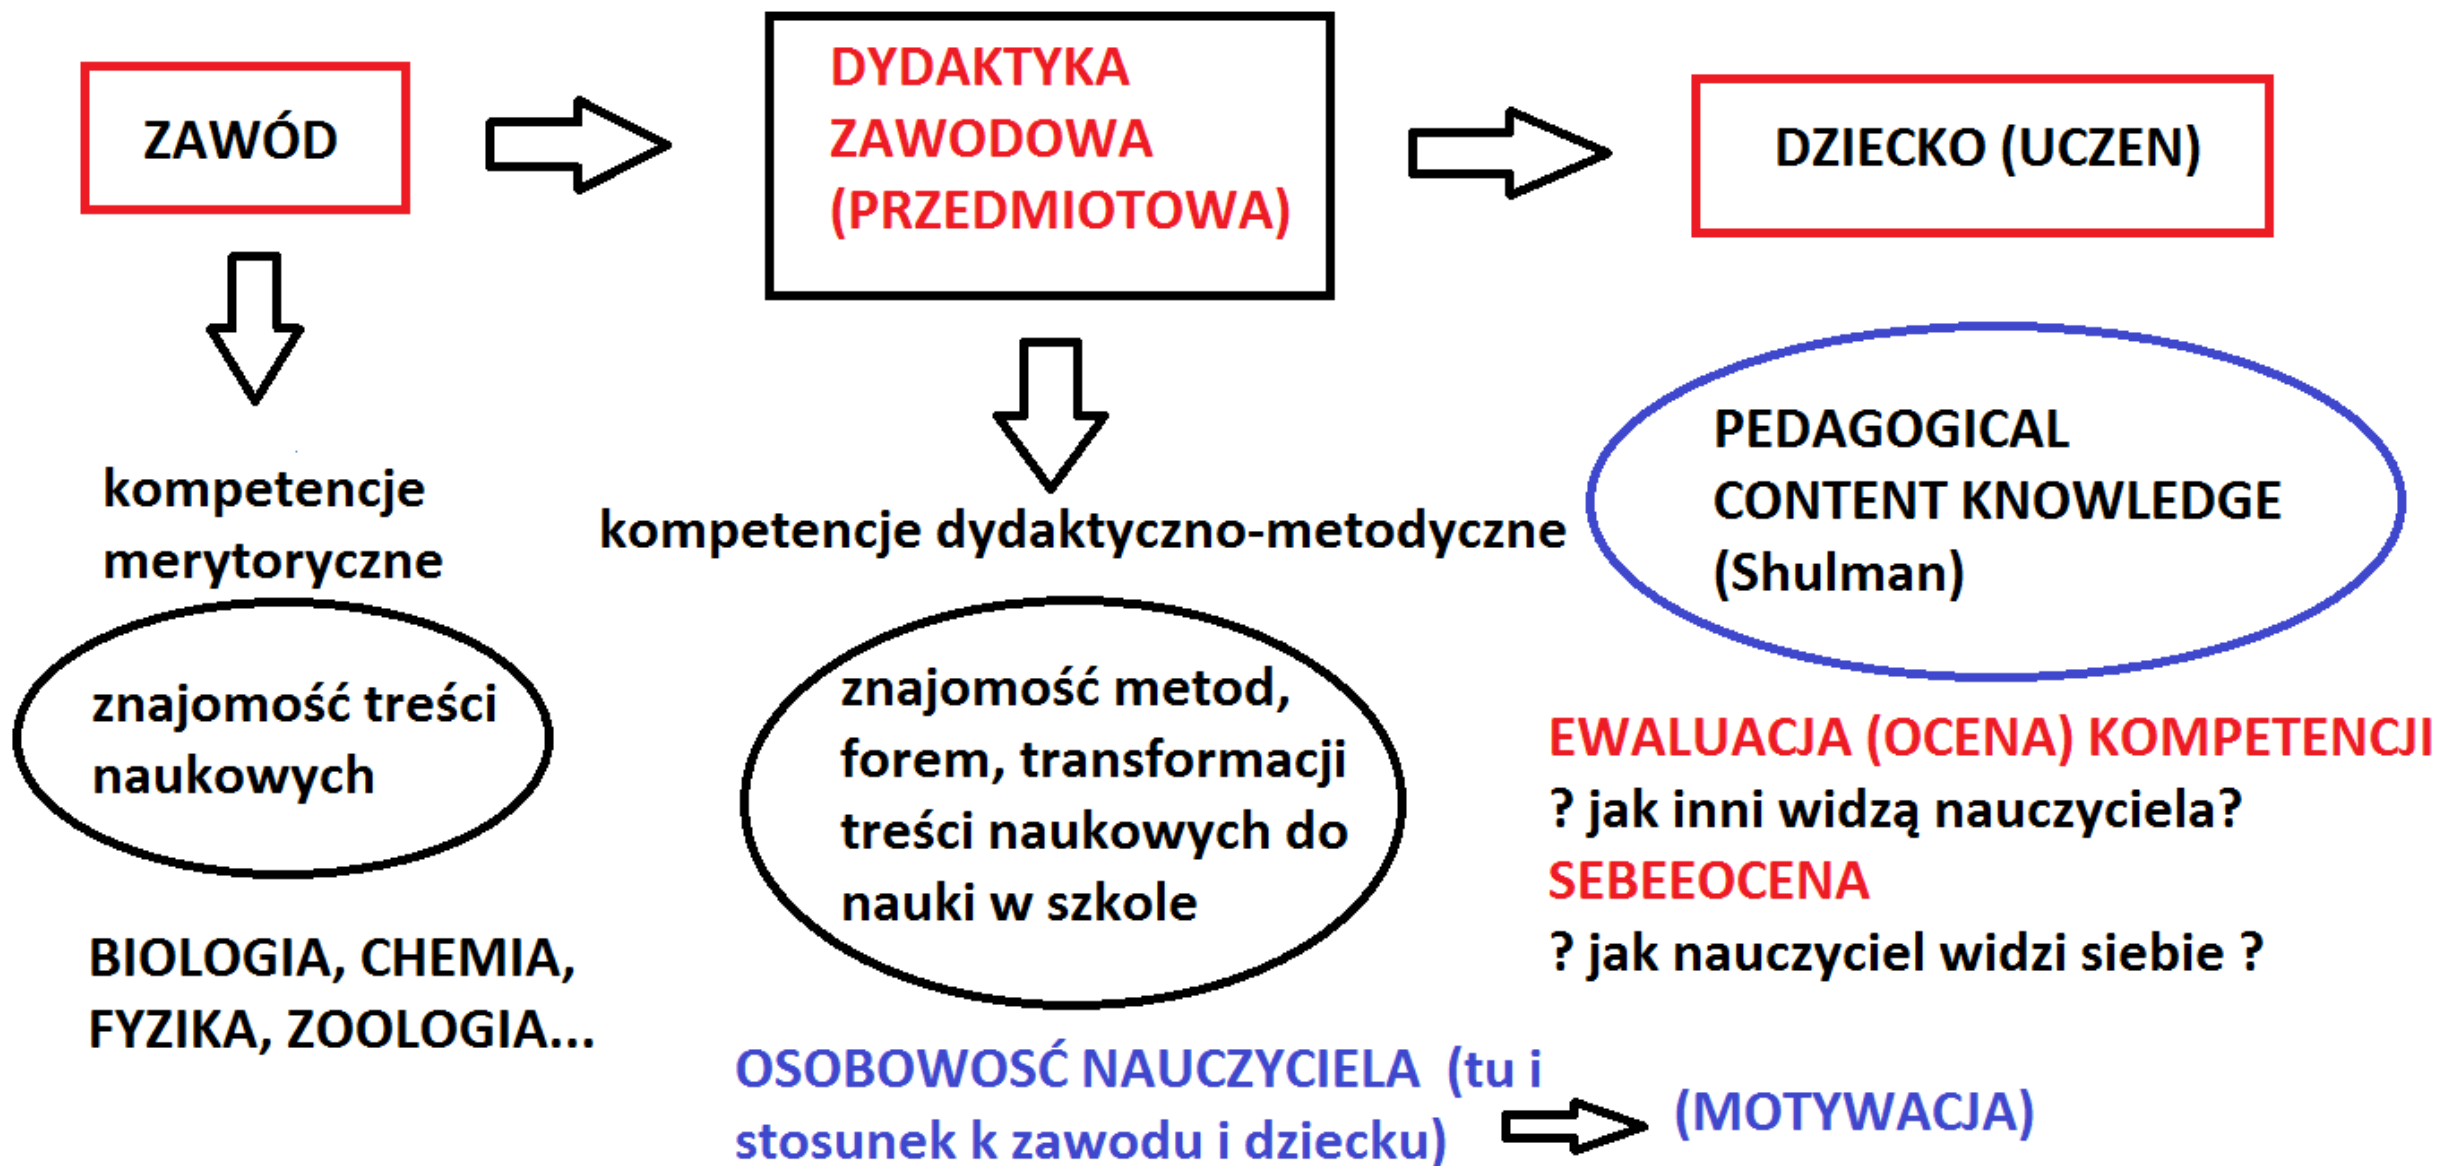 ZAWÓD
DYDAKTYKA
ZAWODOWA
(PRZEDMIOTOWA)
DZIECKO (UCZEN)
kompetencje
merytoryczne
znajomość treści
naukowych
BIOLOGIA, CHEMIA,
FYZIKA, ZOOLOGIA...
kompetencje dydaktyczno-metodyczne
znajomość metod,
forem, transformacji
treści naukowych do
nauki w szkole
OSOBOWOSĆ NAUCZYCIELA (tu i
stosunek k zawodu i dziecku)
(MOTYWACJA)
PEDAGOGICAL
CONTENT KNOWLEDGE
(Shulman)
EWALUACJA (OCENA) KOMPETENCJI
? jak inni widzą nauczyciela?
SEBEEOCENA
? jak nauczyciel widzi siebie ?